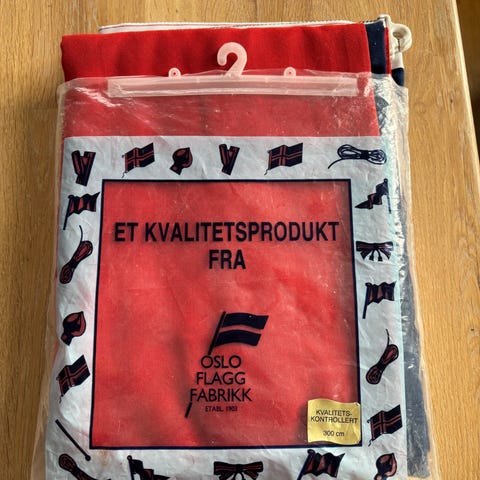 ET KVALITETSPRODUKT
FRA
OSLO
FLAGG
FABRIKK
ETABL. 1903
KVALITETS-
KONTROLLERT
300 cm